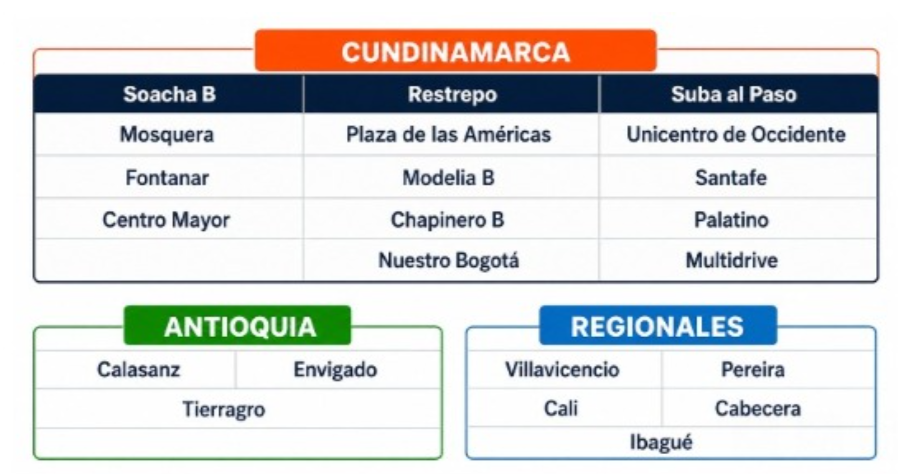 CUNDINAMARCA
Soacha B Restrepo Suba al Paso
Mosquera Plaza de las Américas Unicentro de Occidente
Fontanar Modelia B Santafe
Centro Mayor Chapinero B Palatino
Nuestro Bogotá Multidrive
ANTIOQUIA
Calasanz Envigado
Tierragro
REGIONALES
Villavicencio Pereira
Cali Cabecera
Ibagué